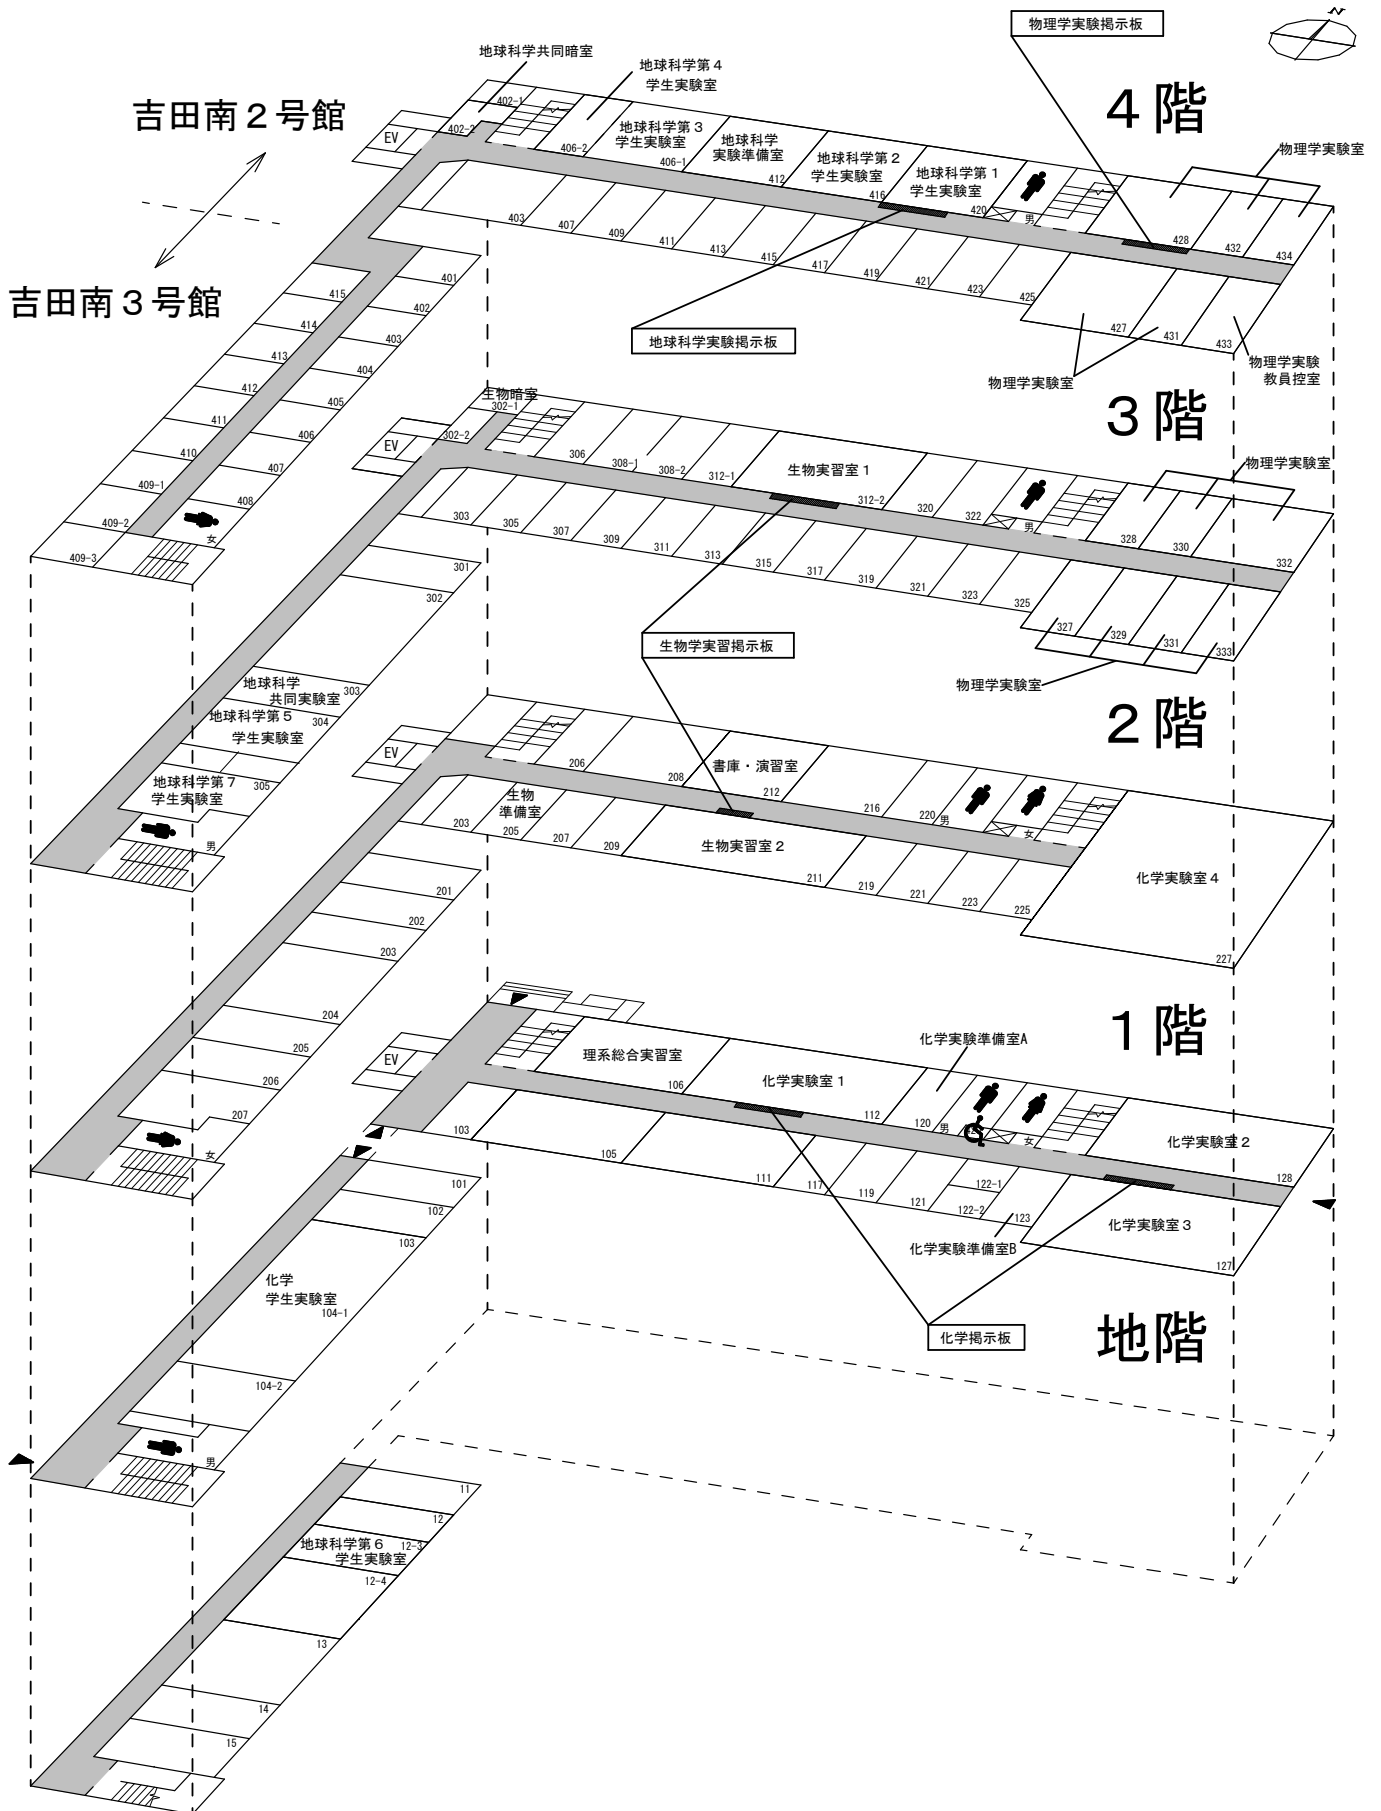 N
物理学実験掲示板
地球科学共同暗室
地球科学第４
学生実験室
４階
吉田南２号館
402-1
402-2
EV
406-2
地球科学第３
学生実験室
406-1
地球科学
実験準備室
412
地球科学第２
学生実験室
416
地球科学第１
学生実験室
420
男
物理学実験室
428
432
434
403
407
409
411
413
415
417
419
421
423
425
427
431
433
吉田南３号館
地球科学実験掲示板
物理学実験室
物理学実験
教員控室
401
402
403
404
405
406
407
408
415
414
413
412
411
410
409-1
409-2
409-3
女
３階
生物暗室
302-1
302-2
EV
306
308-1
308-2
312-1
生物実習室１
312-2
320
322
男
物理学実験室
328
330
332
303
305
307
309
311
313
315
317
319
321
323
325
327
329
331
333
生物学実習掲示板
物理学実験室
301
302
地球科学
共同実験室
303
地球科学第５
学生実験室
304
地球科学第７
学生実験室
305
男
２階
EV
206
208
書庫・演習室
212
216
220
男
女
生物
準備室
203
205
207
209
生物実習室２
211
219
221
223
225
化学実験室４
227
201
202
203
204
205
206
207
女
１階
EV
理系総合実習室
106
化学実験室１
112
化学実験準備室A
120
男
女
化学実験室２
128
103
105
111
117
119
121
122-1
122-2
123
化学実験準備室B
化学実験室３
127
化学掲示板
101
102
103
化学
学生実験室
104-1
104-2
男
地階
11
12
地球科学第６
学生実験室
12-3
12-4
13
14
15